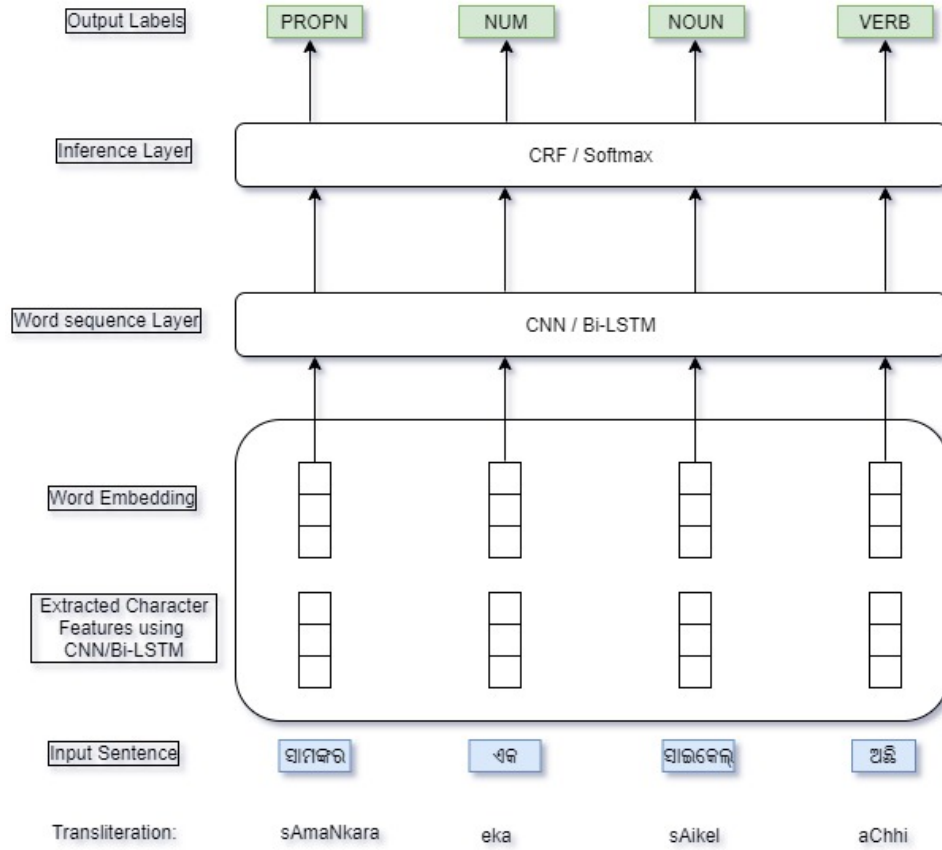 Output Labels PROPN NUM NOUN VERB
Inference Layer CRF / Softmax
Word sequence Layer CNN / Bi-LSTM
Word Embedding
Extracted Character
Features using
CNN/Bi-LSTM
Input Sentence ସାମଙ୍କର ଏକ ସାଇକେଲ୍ ଅଛି
Transliteration: sAmaNkara eka sAikel aChhi